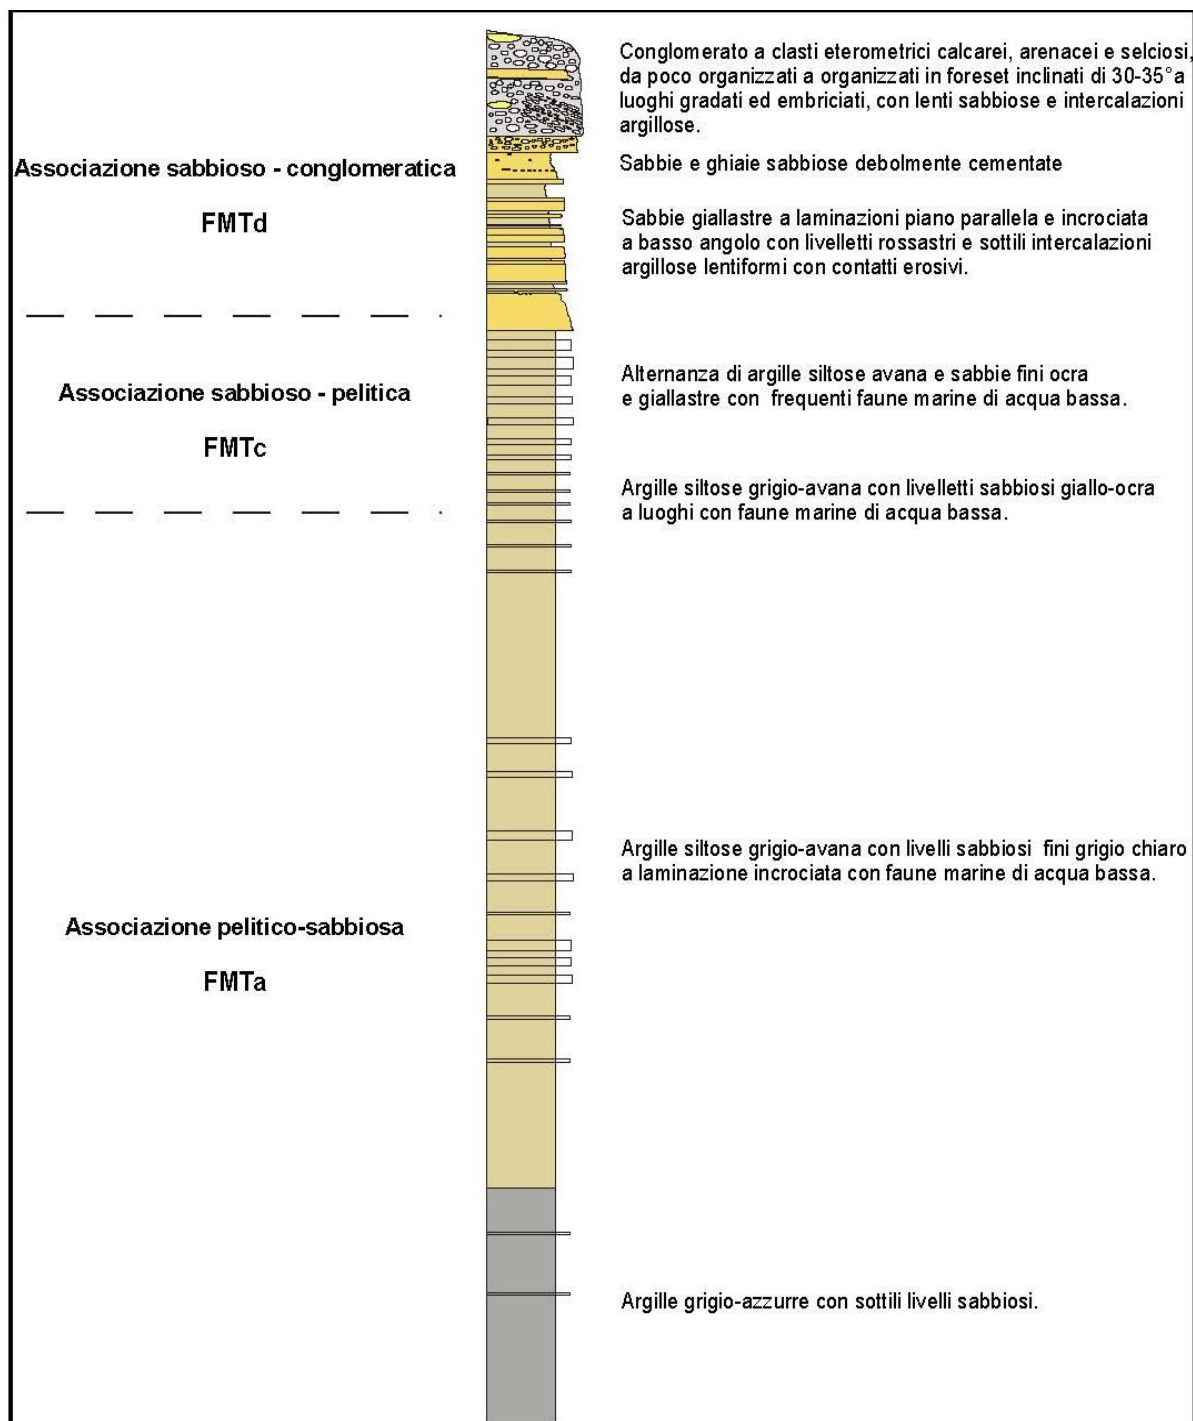 Conglomerato a clasti eterometrici calcarei, arenacei e selciosi,
da poco organizzati a organizzati in foreset inclinati di 30-35°a
luoghi gradati ed embriciati, con lenti sabbiose e intercalazioni
argillose.
Associazione sabbioso - conglomeratica
FMTd
Sabbie e ghiaie sabbiose debolmente cementate
Sabbie giallastre a laminazioni piano parallela e incrociata
a basso angolo con livelletti rossastri e sottili intercalazioni
argillose lentiformi con contatti erosivi.
Associazione sabbioso - pelitica
FMTc
Alternanza di argille siltose avana e sabbie fini ocra
e giallastre con frequenti faune marine di acqua bassa.
Argille siltose grigio-avana con livelletti sabbiosi giallo-ocra
a luoghi con faune marine di acqua bassa.
Argille siltose grigio-avana con livelli sabbiosi fini grigio chiaro
a laminazione incrociata con faune marine di acqua bassa.
Associazione pelitico-sabbiosa
FMTa
Argille grigio-azzurre con sottili livelli sabbiosi.